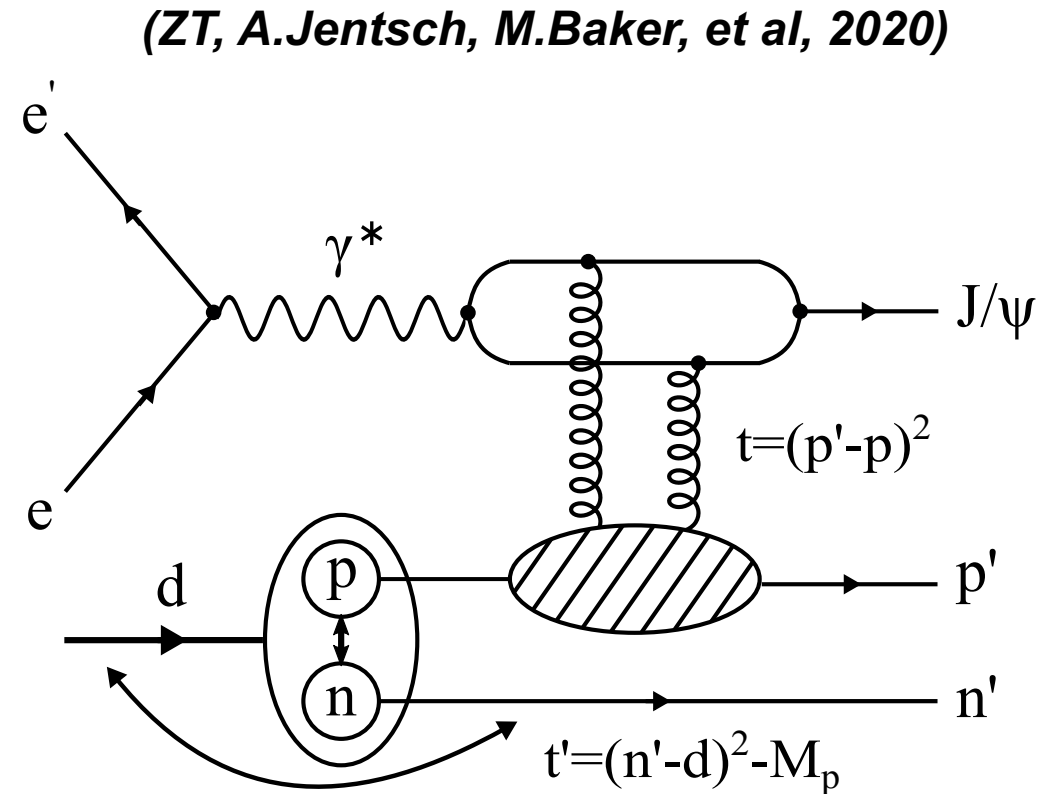 (ZT, A.Jentsch, M.Baker, et al, 2020)
e'
γ*
J/ψ
t=(p'-p)²
e
d
p
p'
n
n'
t'=(n'-d)²-Mₚ